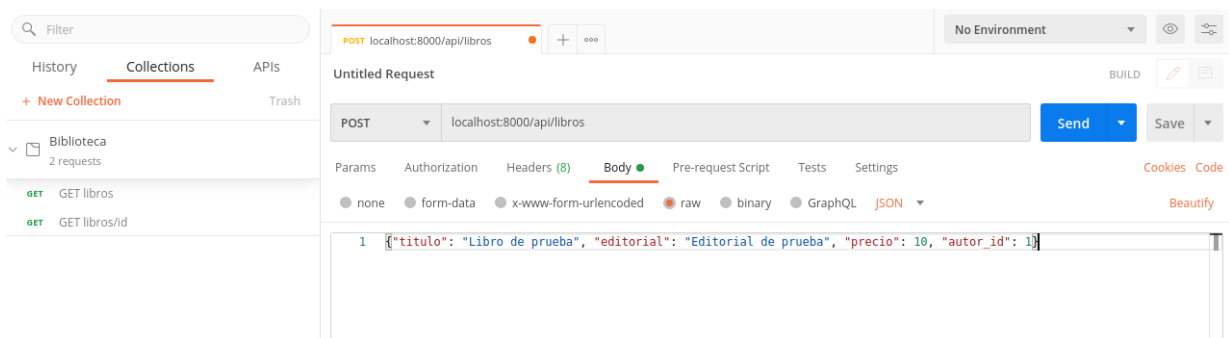 Filter
History Collections APIs
+ New Collection Trash
Biblioteca
2 requests
GET GET libros
GET GET libros/id
POST localhost:8000/api/libros + ooo
No Environment
Untitled Request BUILD
POST localhost:8000/api/libros Send Save
Params Authorization Headers (8) Body Pre-request Script Tests Settings Cookies Code
none form-data x-www-form-urlencoded raw binary GraphQL JSON Beautify
1 {"titulo": "Libro de prueba", "editorial": "Editorial de prueba", "precio": 10, "autor_id": 1}